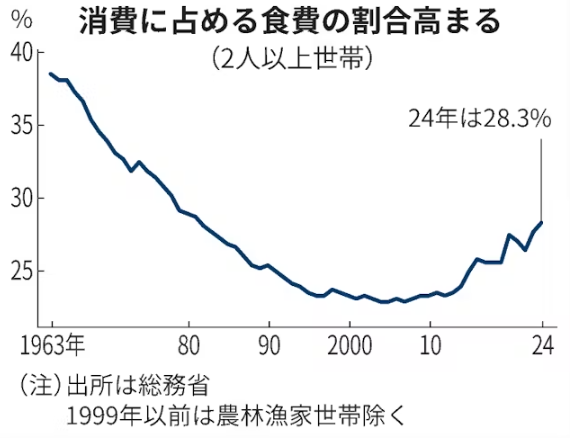 消費に占める食費の割合高まる
(2人以上世帯)
%
40
35
30
25
24年は28.3%
1963年 80 90 2000 10 24
(注)出所は総務省
1999年以前は農林漁家世帯除く